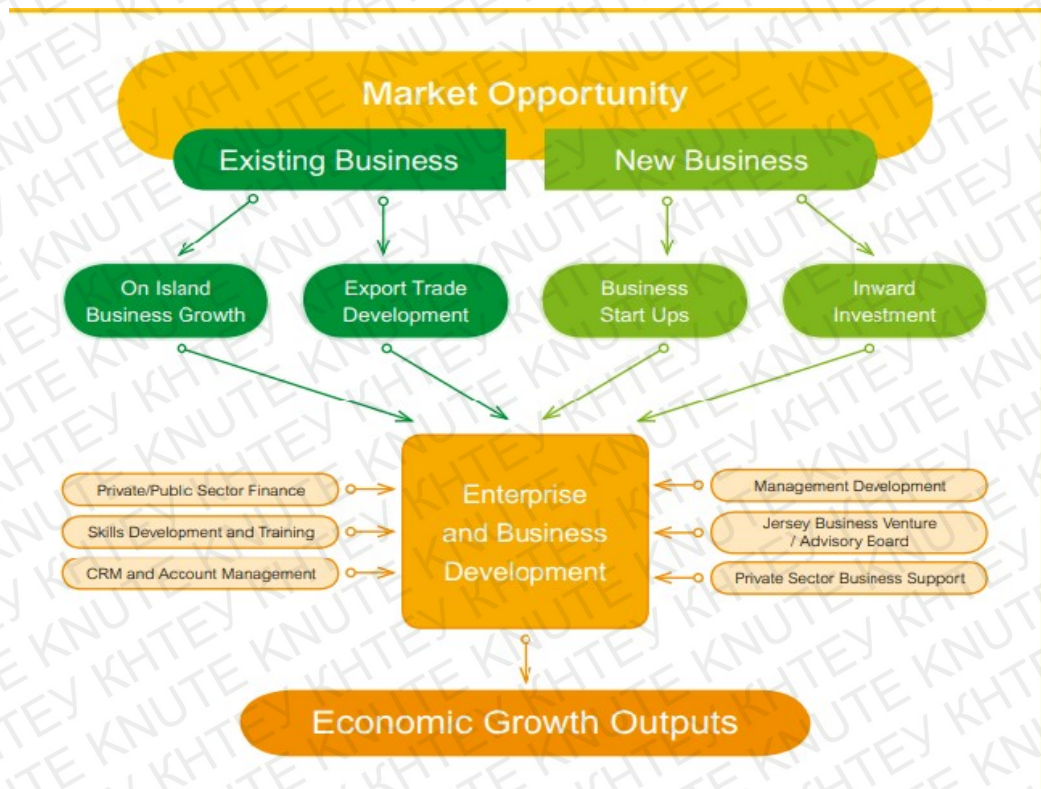 Market Opportunity
Existing Business
New Business
On Island
Business Growth
Export Trade
Development
Business
Start Ups
Inward
Investment
Enterprise
and Business
Development
Private/Public Sector Finance
Skills Development and Training
CRM and Account Management
Management Development
Jersey Business Venture
/ Advisory Board
Private Sector Business Support
Economic Growth Outputs
КНТЕУ KNUTE